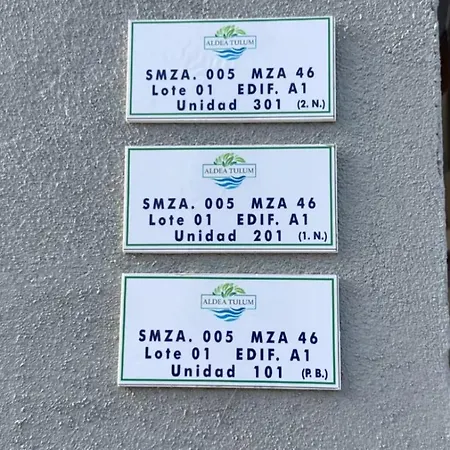 ALDEA TULUM
SMZA. 005 MZA 46
Lote 01 EDIF. A1
Unidad 301 (2. N.)
ALDEA TULUM
SMZA. 005 MZA 46
Lote 01 EDIF. A1
Unidad 201 (1. N.)
ALDEA TULUM
SMZA. 005 MZA 46
Lote 01 EDIF. A1
Unidad 101 (P. B.)